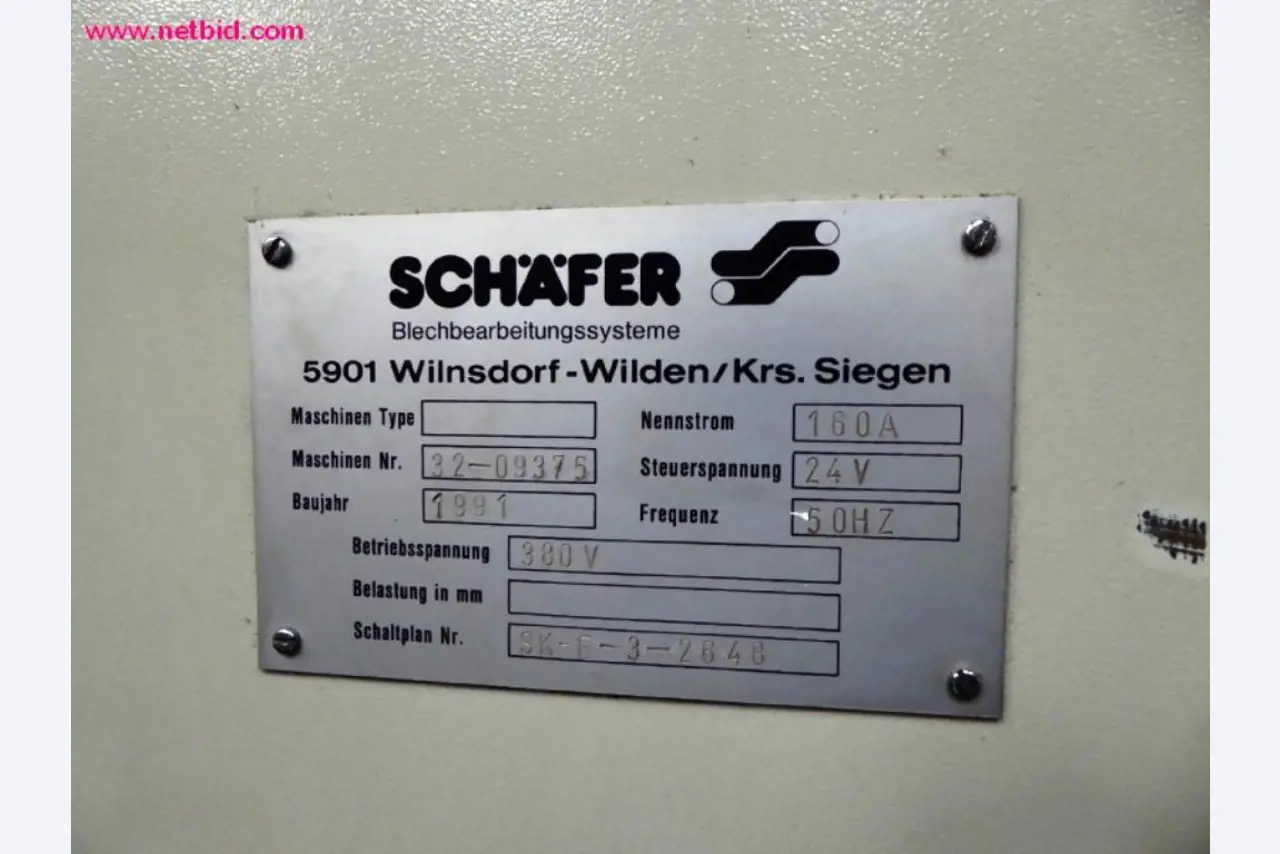 www.netbid.com
SCHÄFER
Blechbearbeitungssysteme
5901 Wilnsdorf-Wilden/Krs. Siegen
Maschinen Type
Nennstrom 160A
Maschinen Nr. 32-09375
Steuerspannung 24V
Baujahr 1991
Frequenz 50HZ
Betriebsspannung 380V
Belastung in mm
Schaltplan Nr.